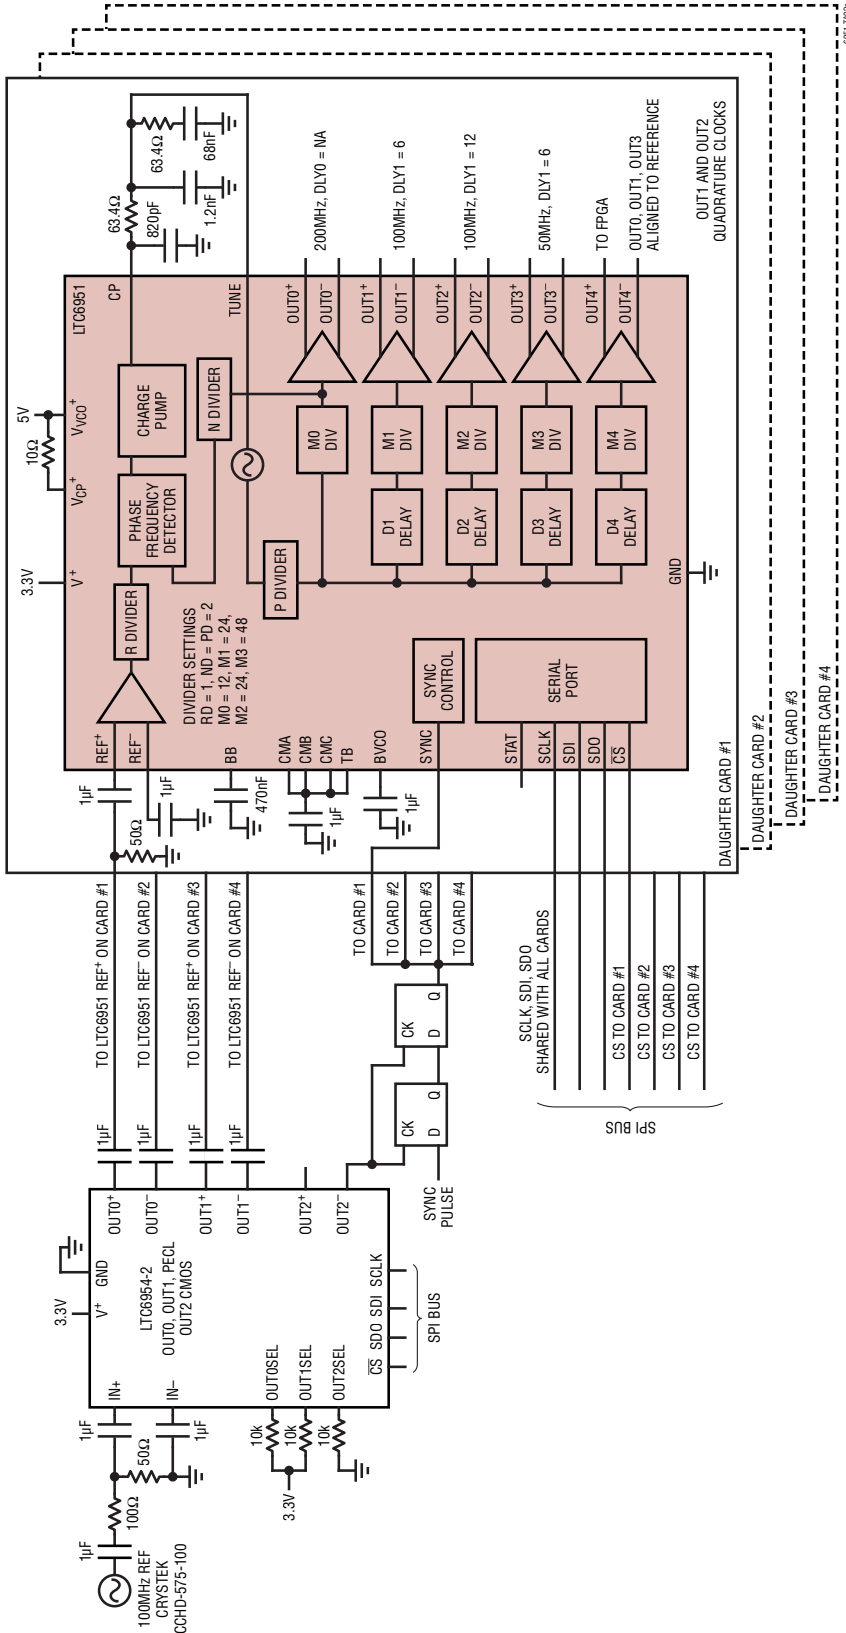 100MHz REF
CRYSTEK
CCHD-575-100
1µF
100Ω
50Ω
1µF
1µF
IN+
IN–
3.3V
V+
GND
LTC6954-2
OUT0, OUT1, PECL
OUT2 CMOS
3.3V
10k
10k
10k
OUT0SEL
OUT1SEL
OUT2SEL
CS SDO SDI SCLK
SPI BUS
OUT0+
OUT0–
OUT1+
OUT1–
OUT2+
OUT2–
1µF
1µF
1µF
1µF
TO LTC6951 REF+ ON CARD #1
TO LTC6951 REF– ON CARD #2
TO LTC6951 REF+ ON CARD #3
TO LTC6951 REF– ON CARD #4
SYNC
PULSE
CK
D
Q
CK
D
Q
TO CARD #1
TO CARD #2
TO CARD #3
TO CARD #4
SCLK, SDI, SDO
SHARED WITH ALL CARDS
CS TO CARD #1
CS TO CARD #2
CS TO CARD #3
CS TO CARD #4
SPI BUS
1µF
50Ω
1µF
470nF
1µF
1µF
REF+
REF–
BB
CMA
CMB
CMC
TB
BVCO
SYNC
STAT
SCLK
SDI
SDO
CS
3.3V
V+
10Ω
5V
VCP+
VVCO+
LTC6951
R DIVIDER
PHASE
FREQUENCY
DETECTOR
CHARGE
PUMP
N DIVIDER
P DIVIDER
DIVIDER SETTINGS
RD = 1, ND = PD = 2
M0 = 12, M1 = 24,
M2 = 24, M3 = 48
SYNC
CONTROL
SERIAL
PORT
GND
D1
DELAY
D2
DELAY
D3
DELAY
D4
DELAY
M0
DIV
M1
DIV
M2
DIV
M3
DIV
M4
DIV
CP
TUNE
OUT0+
OUT0–
OUT1+
OUT1–
OUT2+
OUT2–
OUT3+
OUT3–
OUT4+
OUT4–
63.4Ω
820pF
1.2nF
63.4Ω
68nF
200MHz, DLY0 = NA
100MHz, DLY1 = 6
100MHz, DLY1 = 12
50MHz, DLY1 = 6
TO FPGA
OUT0, OUT1, OUT3
ALIGNED TO REFERENCE
OUT1 AND OUT2
QUADRATURE CLOCKS
DAUGHTER CARD #1
DAUGHTER CARD #2
DAUGHTER CARD #3
DAUGHTER CARD #4